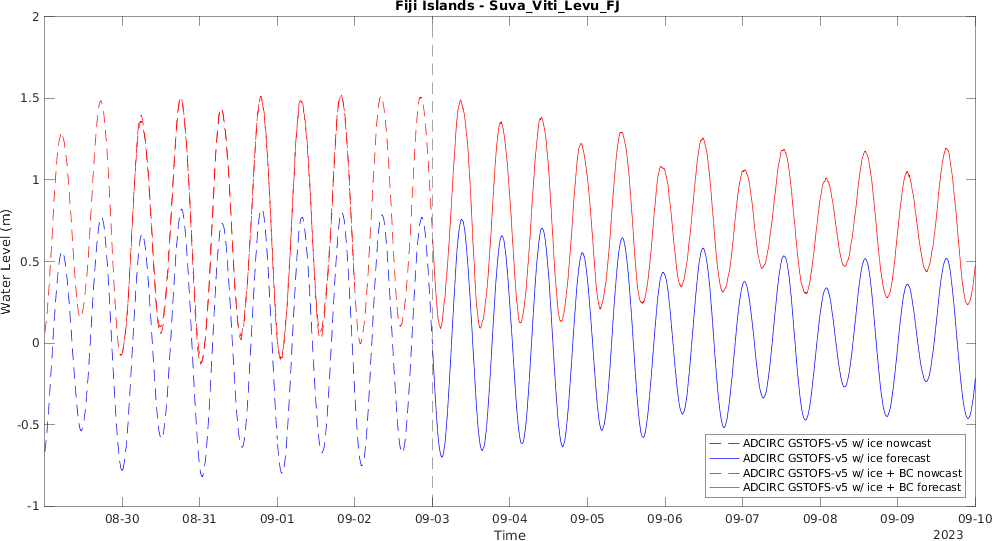 Fiji Islands - Suva_Viti_Levu_FJ
2
1.5
1
0.5
0
-0.5
-1
Water Level (m)
08-30 08-31 09-01 09-02 09-03 09-04 09-05 09-06 09-07 09-08 09-09 09-10
Time
2023
ADCIRC GSTOFS-v5 w/ ice nowcast
ADCIRC GSTOFS-v5 w/ ice forecast
ADCIRC GSTOFS-v5 w/ ice + BC nowcast
ADCIRC GSTOFS-v5 w/ ice + BC forecast